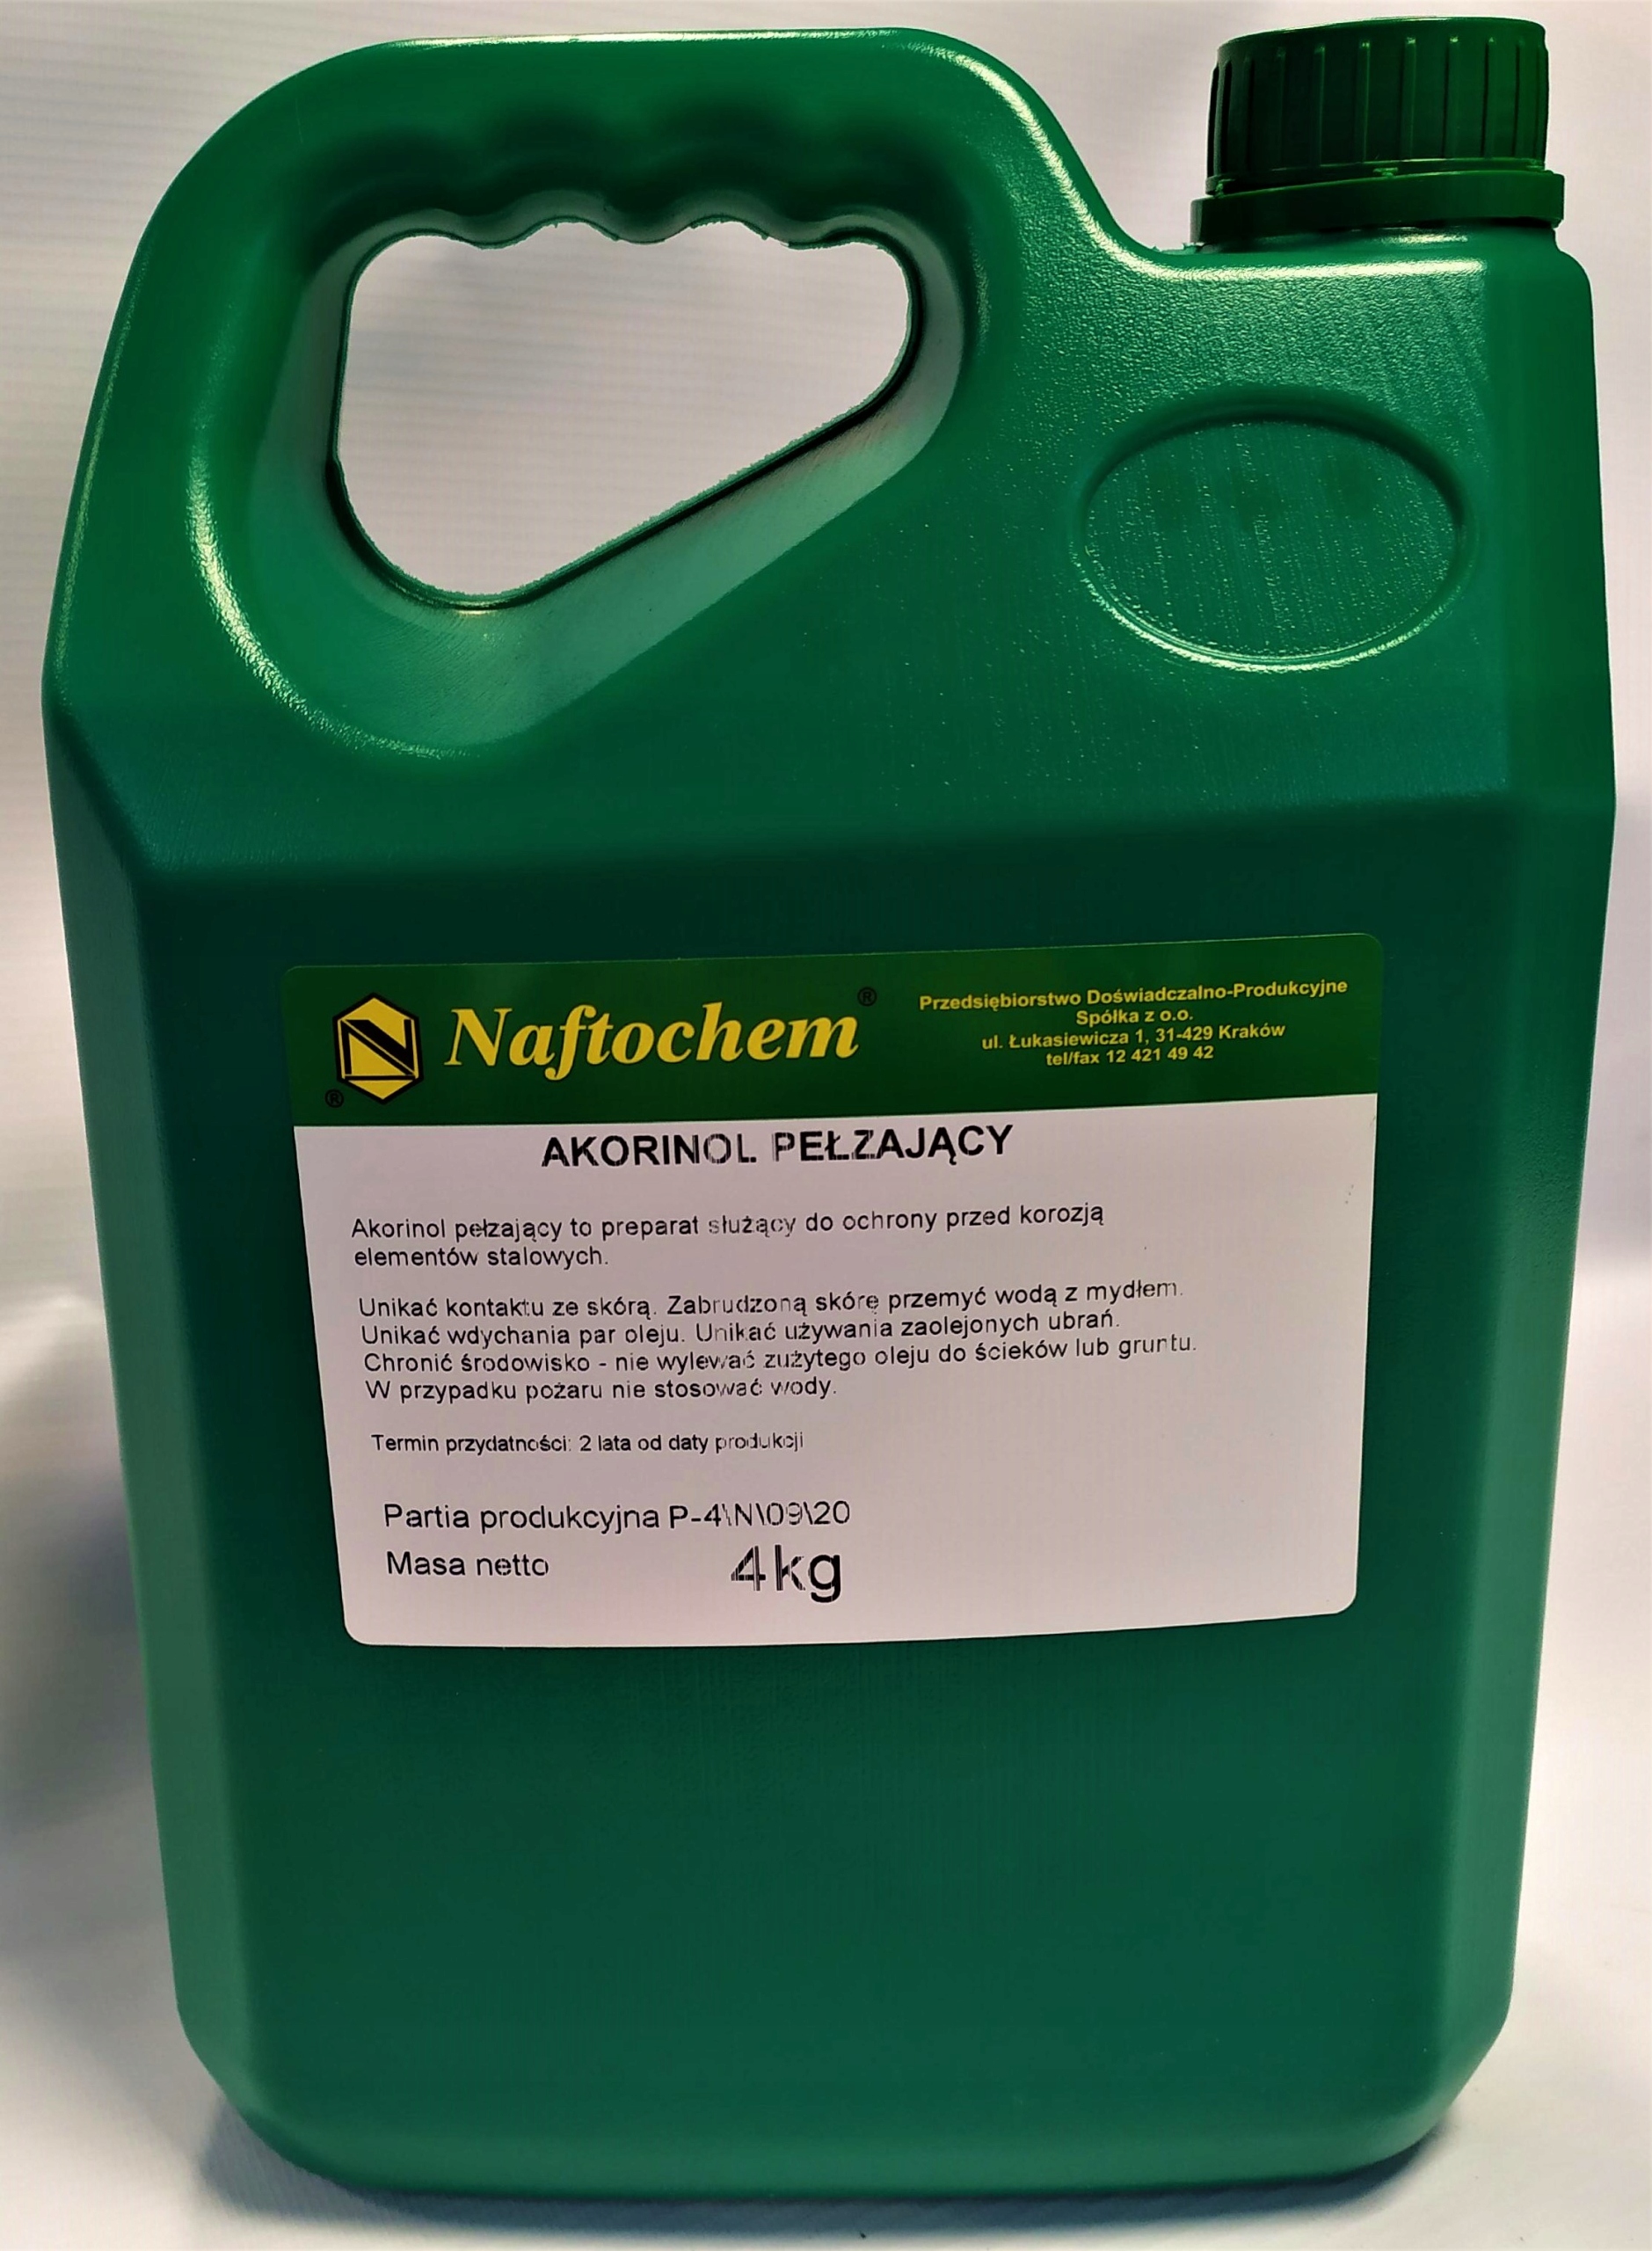 Naftochem ®
Przedsiębiorstwo Doświadczalno-Produkcyjne
Spółka z o.o.
ul. Łukasiewicza 1, 31-429 Kraków
tel/fax 12 421 49 42
N
®
AKORINOL PEŁZAJĄCY
Akorinol pełzający to preparat służący do ochrony przed korozją
elementów stalowych.
Unikać kontaktu ze skórą. Zabrudzoną skórę przemyć wodą z mydłem.
Unikać wdychania par oleju. Unikać używania zaolejonych ubrań.
Chronić środowisko - nie wylewać zużytego oleju do ścieków lub gruntu.
W przypadku pożaru nie stosować wody.
Termin przydatności: 2 lata od daty produkcji
Partia produkcyjna P-4\N\09\20
Masa netto 4kg